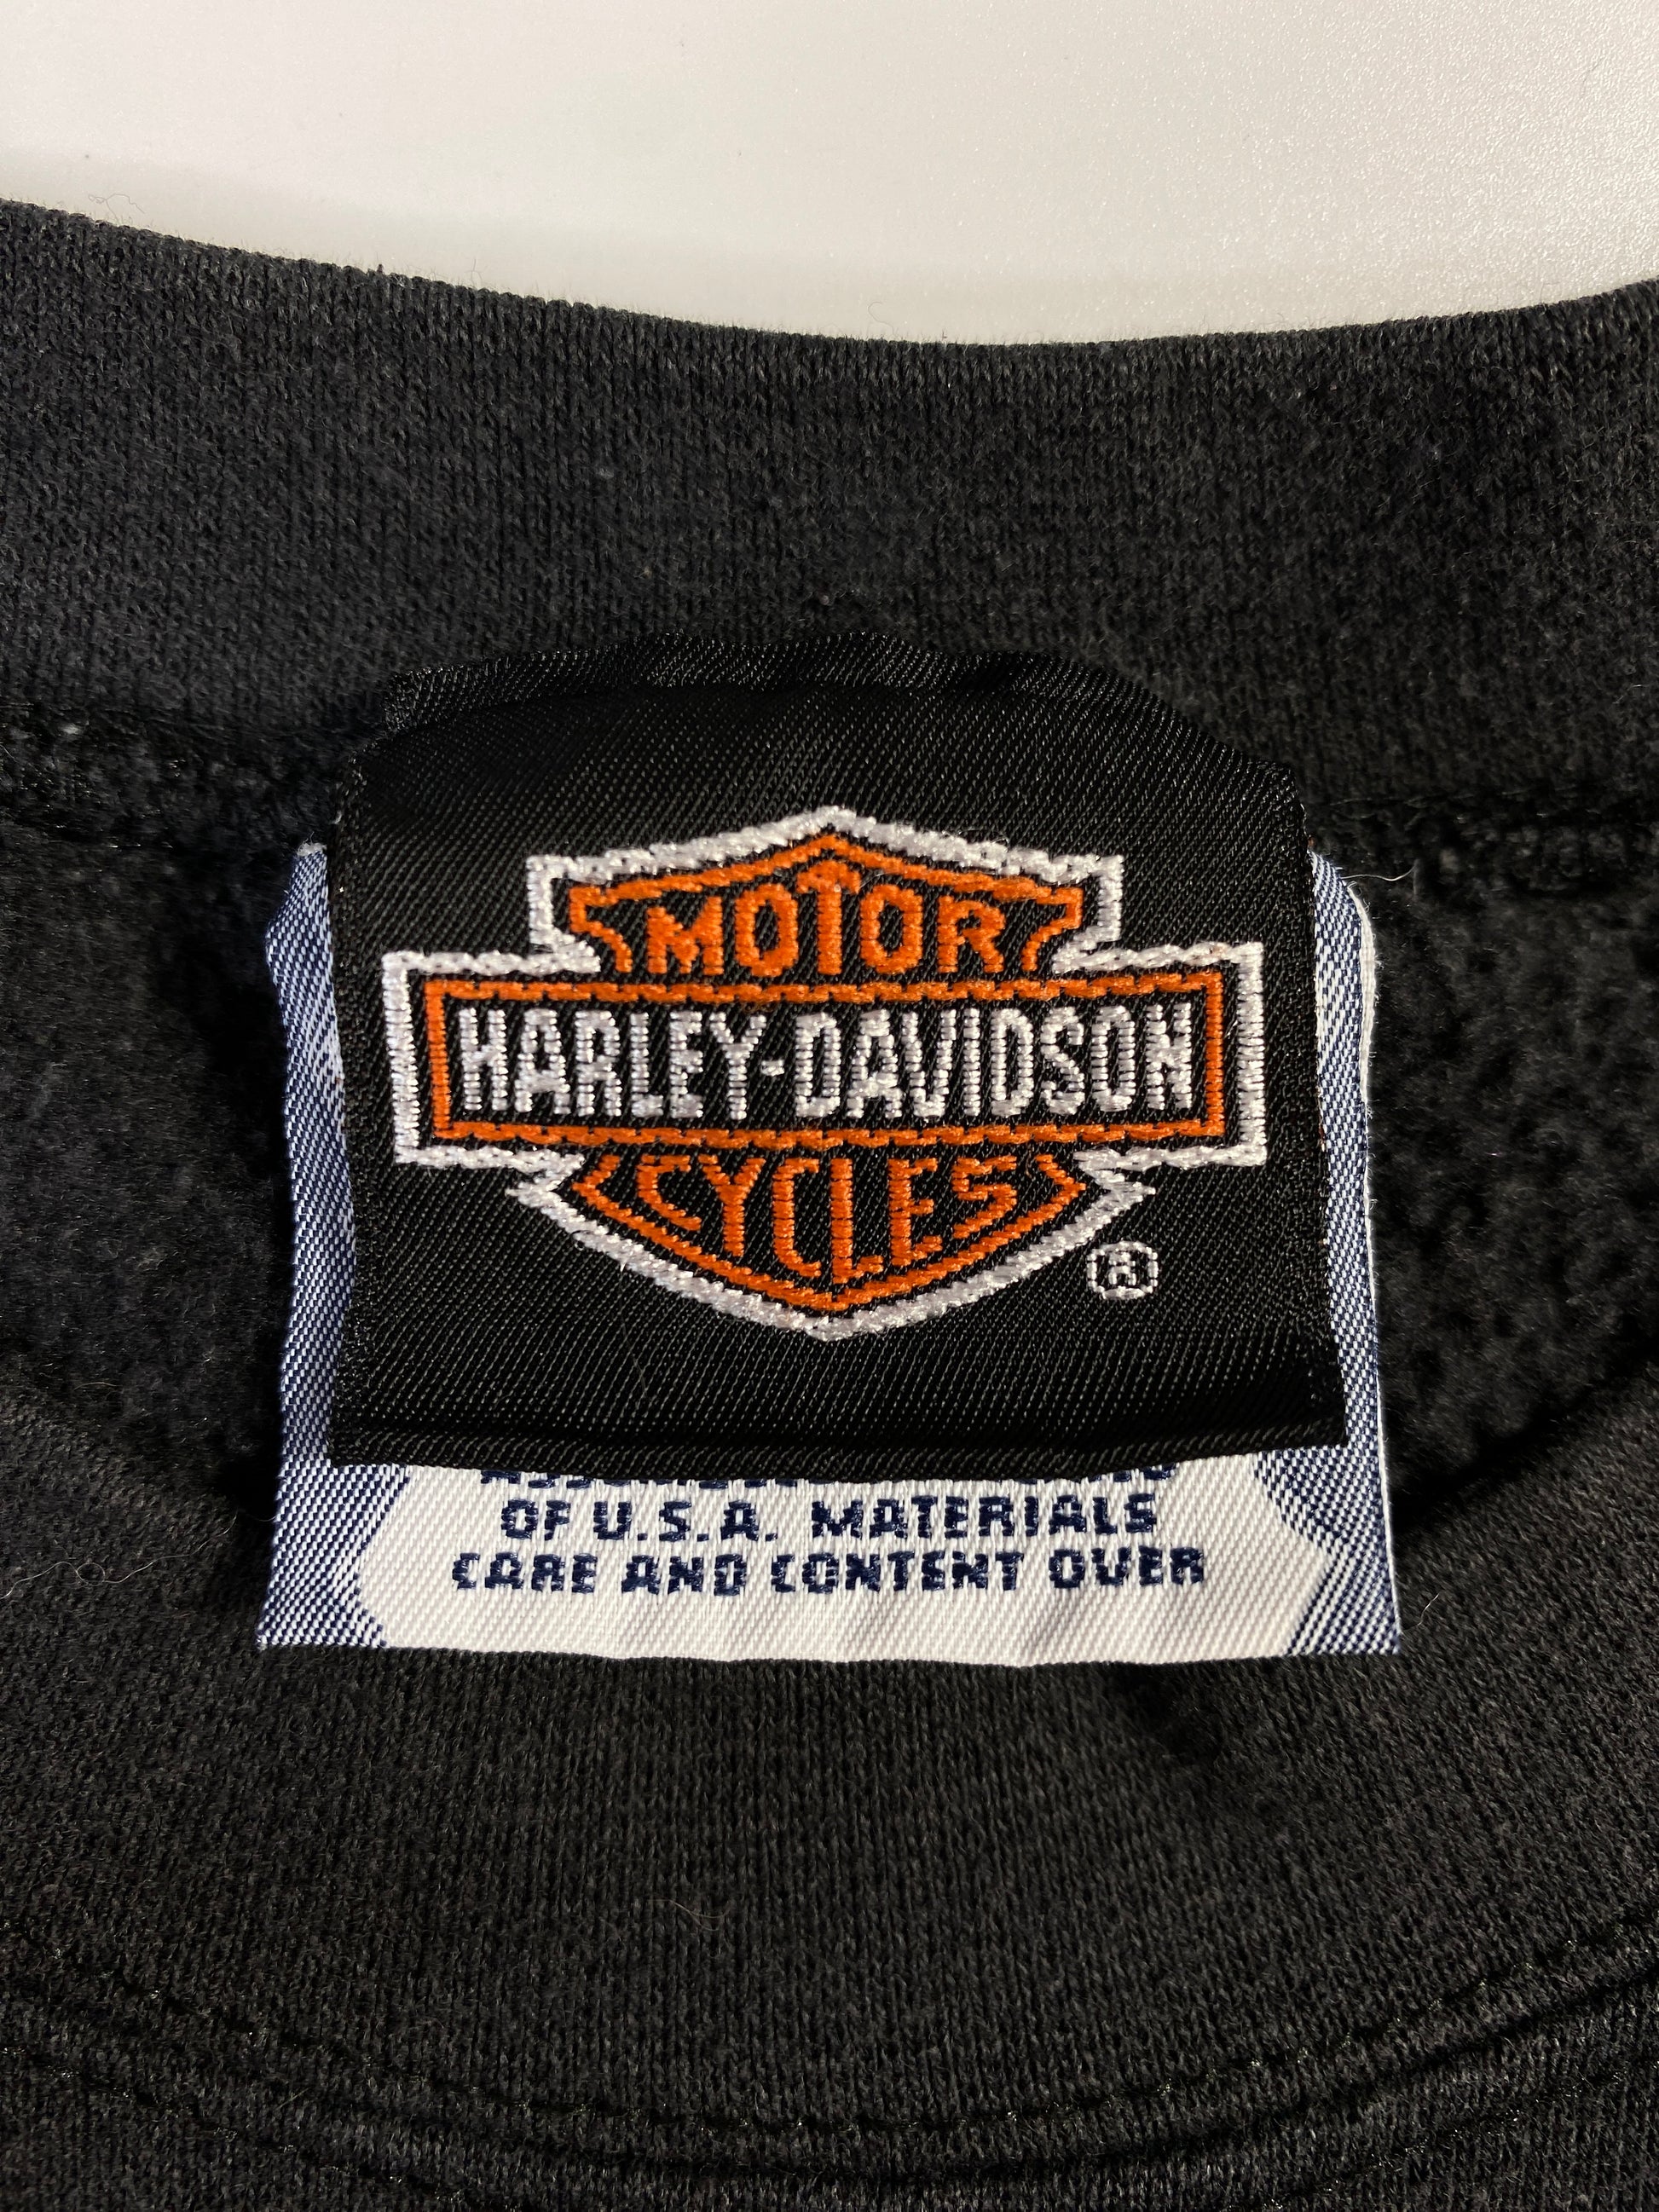 MOTOR
HARLEY-DAVIDSON
CYCLES
®
OF U.S.A. MATERIALS
CARE AND CONTENT OVER